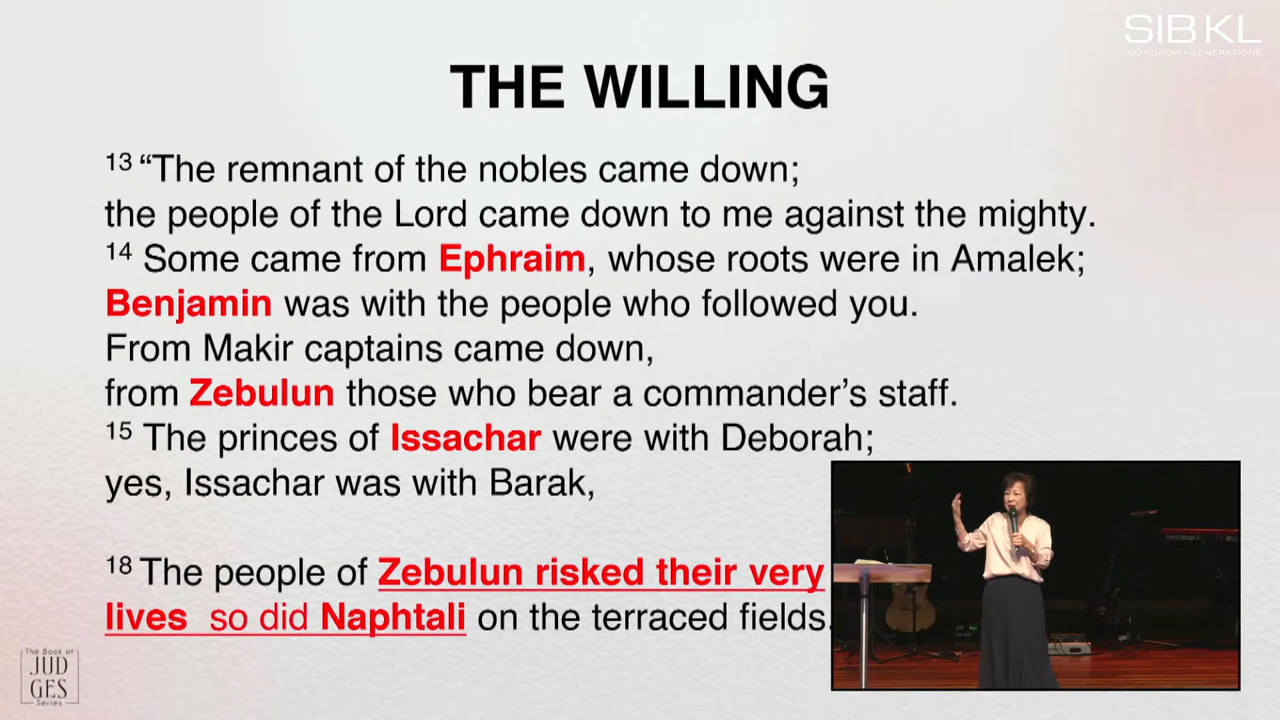 SIBKL
GO • GROW • GENERATIONS
THE WILLING
13 “The remnant of the nobles came down;
the people of the Lord came down to me against the mighty.
14 Some came from Ephraim, whose roots were in Amalek;
Benjamin was with the people who followed you.
From Makir captains came down,
from Zebulun those who bear a commander’s staff.
15 The princes of Issachar were with Deborah;
yes, Issachar was with Barak,
18 The people of Zebulun risked their very
lives so did Naphtali on the terraced fields.
The Book of
JUD
GES
Series